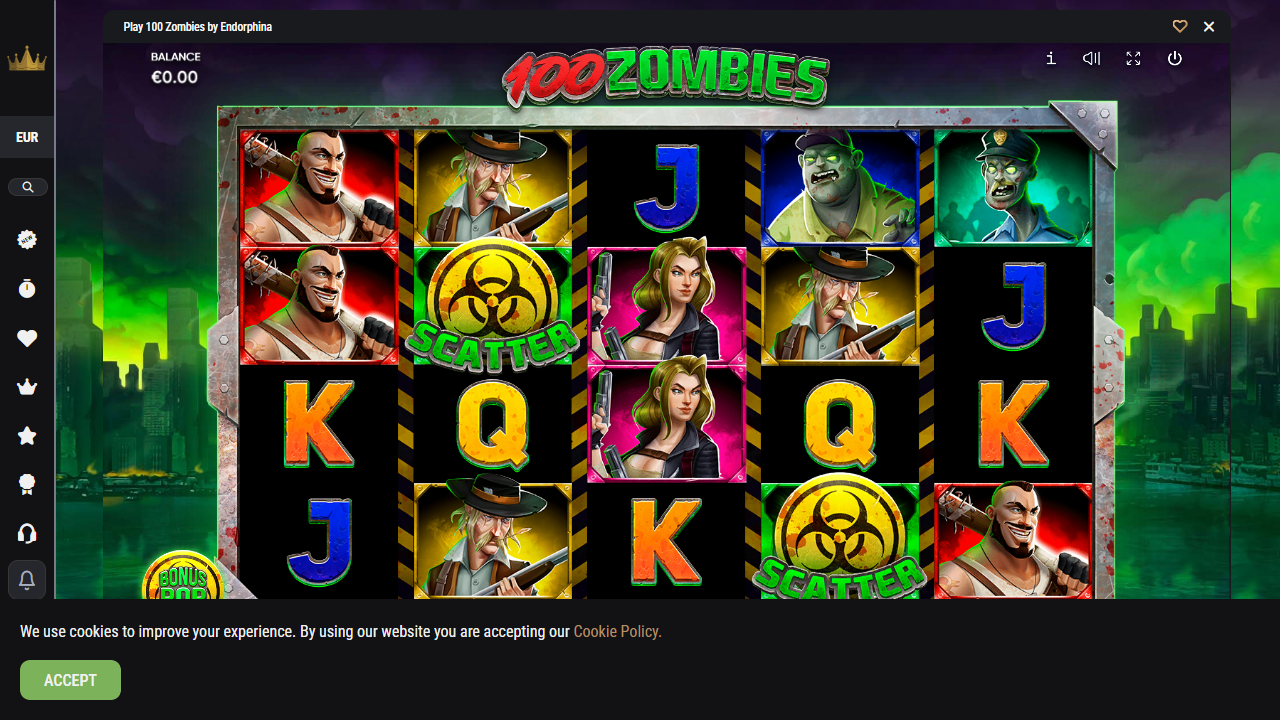 Play 100 Zombies by Endorphina
BALANCE
€0.00
100 ZOMBIES
EUR
NEW
J
SCATTER
J
K
Q
Q
K
J
K
SCATTER
BONUS
POP
We use cookies to improve your experience. By using our website you are accepting our Cookie Policy.
ACCEPT